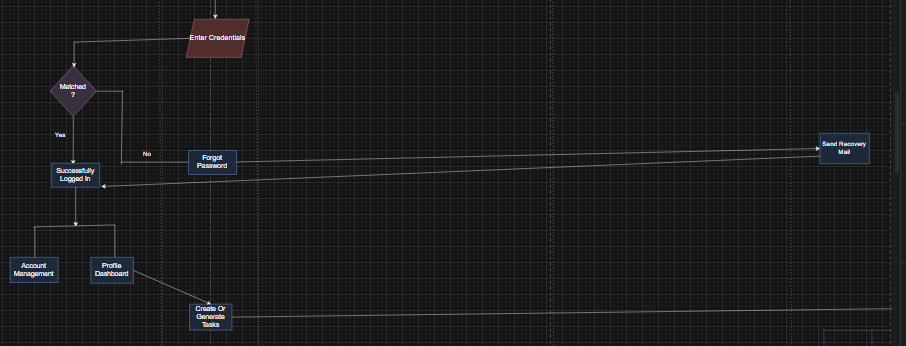 Enter Credentials
Matched
?
Yes
No
Forgot
Password
Send Recovery
Mail
Successfully
Logged In
Account
Management
Profile
Dashboard
Create Or
Generate
Tasks